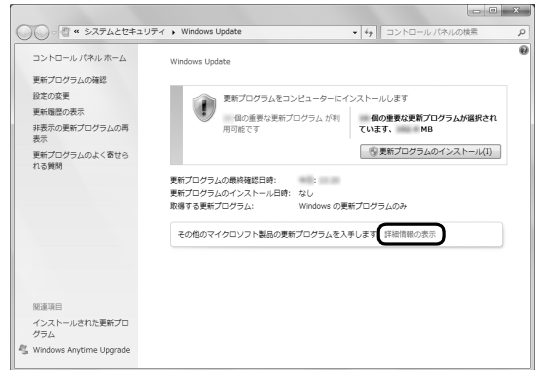 « システムとセキュリティ ▸ Windows Update
コントロール パネルの検索
コントロール パネル ホーム
更新プログラムの確認
設定の変更
更新履歴の表示
非表示の更新プログラムの再
表示
更新プログラムのよく寄せら
れる質問
関連項目
インストールされた更新プロ
グラム
Windows Anytime Upgrade
Windows Update
更新プログラムをコンピューターにインストールします
個の重要な更新プログラム が利
用可能です
個の重要な更新プログラムが選択され
ています、 MB
更新プログラムのインストール(I)
更新プログラムの最終確認日時:
更新プログラムのインストール日時: なし
取得する更新プログラム: Windows の更新プログラムのみ
その他のマイクロソフト製品の更新プログラムを入手します 詳細情報の表示